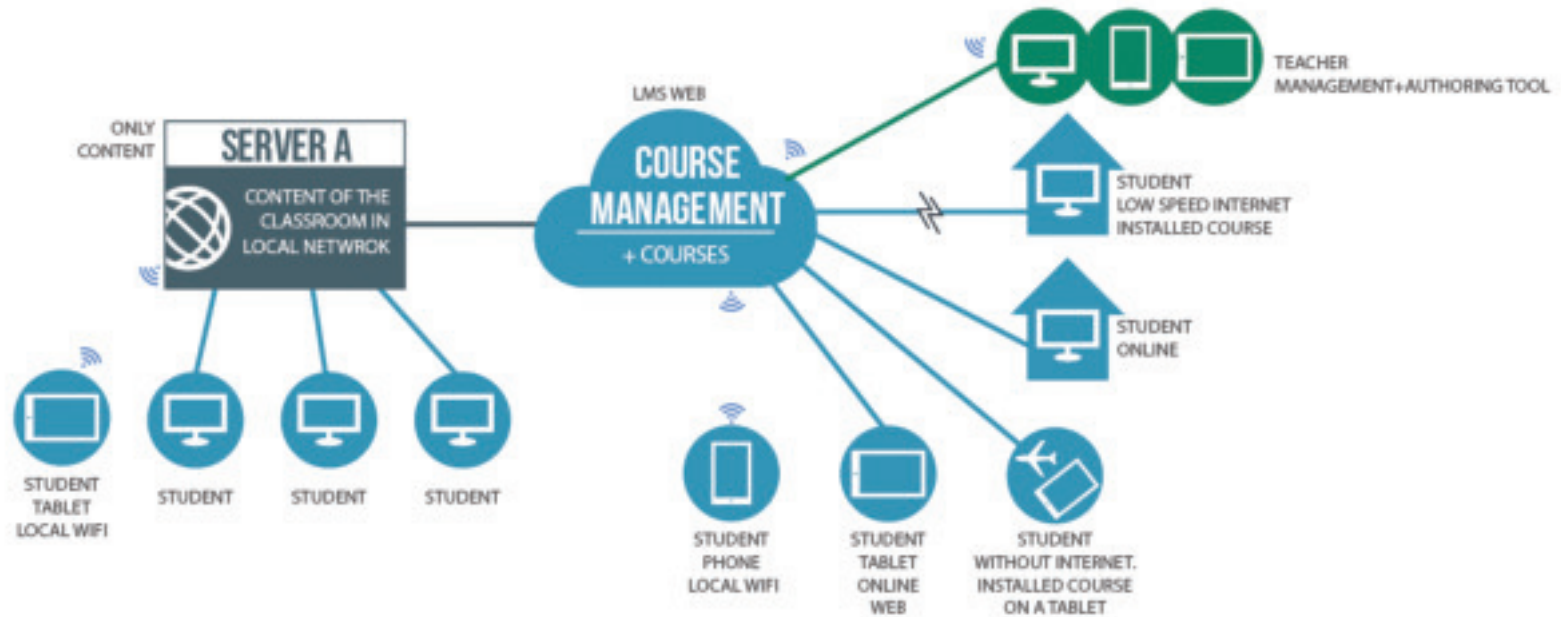 LMS WEB
COURSE
MANAGEMENT
+ COURSES
ONLY
CONTENT
SERVER A
CONTENT OF THE
CLASSROOM IN
LOCAL NETWROK
STUDENT
TABLET
LOCAL WIFI
STUDENT
STUDENT
STUDENT
TEACHER
MANAGEMENT+AUTHORING TOOL
STUDENT
LOW SPEED INTERNET
INSTALLED COURSE
STUDENT
ONLINE
STUDENT
PHONE
LOCAL WIFI
STUDENT
TABLET
ONLINE
WEB
STUDENT
WITHOUT INTERNET.
INSTALLED COURSE
ON A TABLET